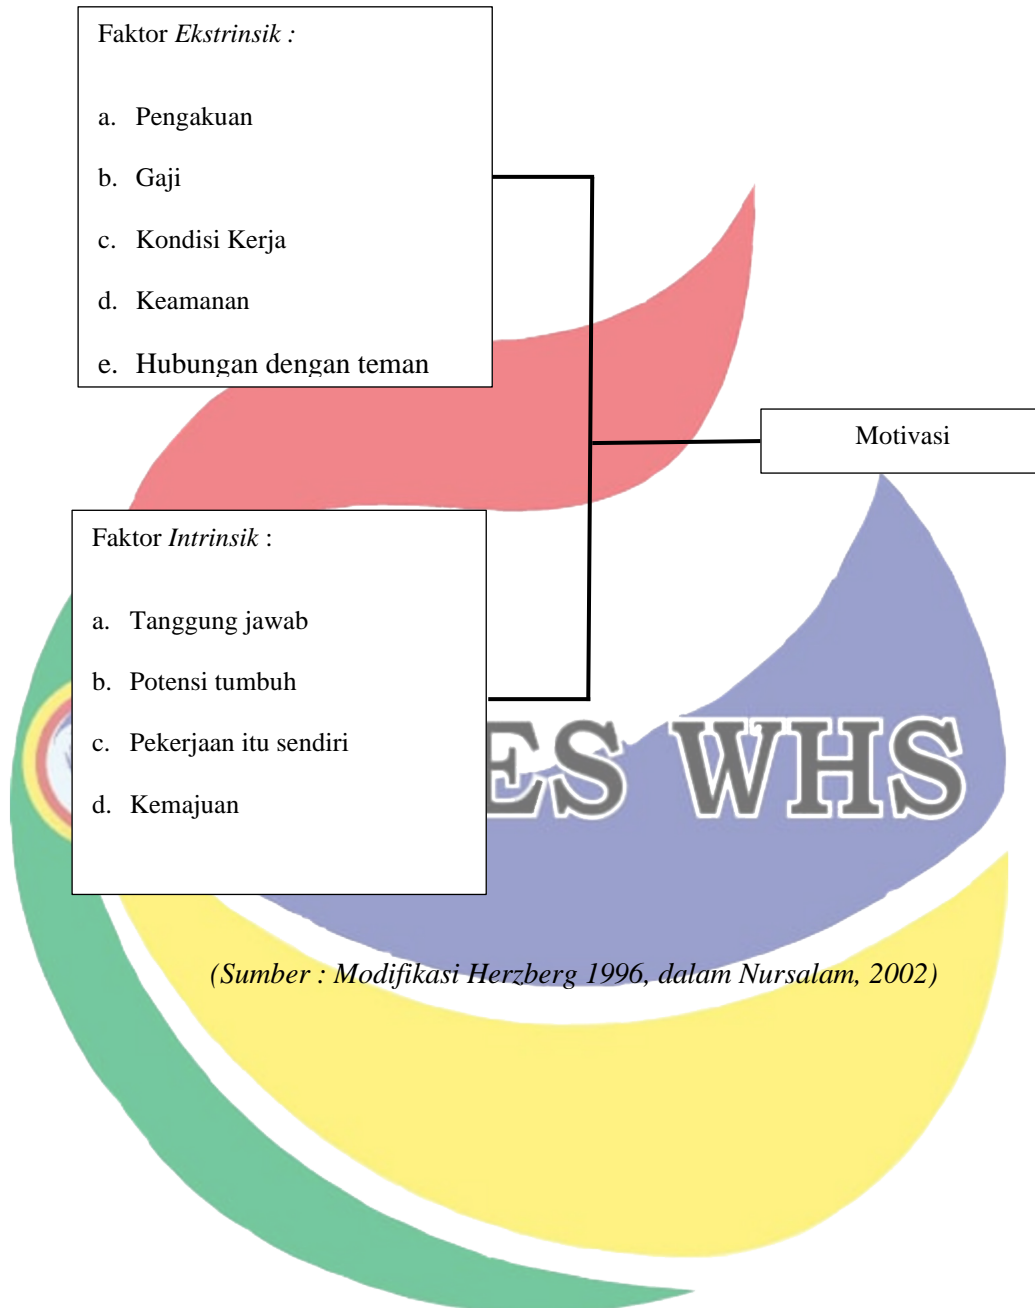 Faktor Ekstrinsik :
a. Pengakuan
b. Gaji
c. Kondisi Kerja
d. Keamanan
e. Hubungan dengan teman
Motivasi
Faktor Intrinsik :
a. Tanggung jawab
b. Potensi tumbuh
c. Pekerjaan itu sendiri
d. Kemajuan
ES WHS
(Sumber : Modifikasi Herzberg 1996, dalam Nursalam, 2002)